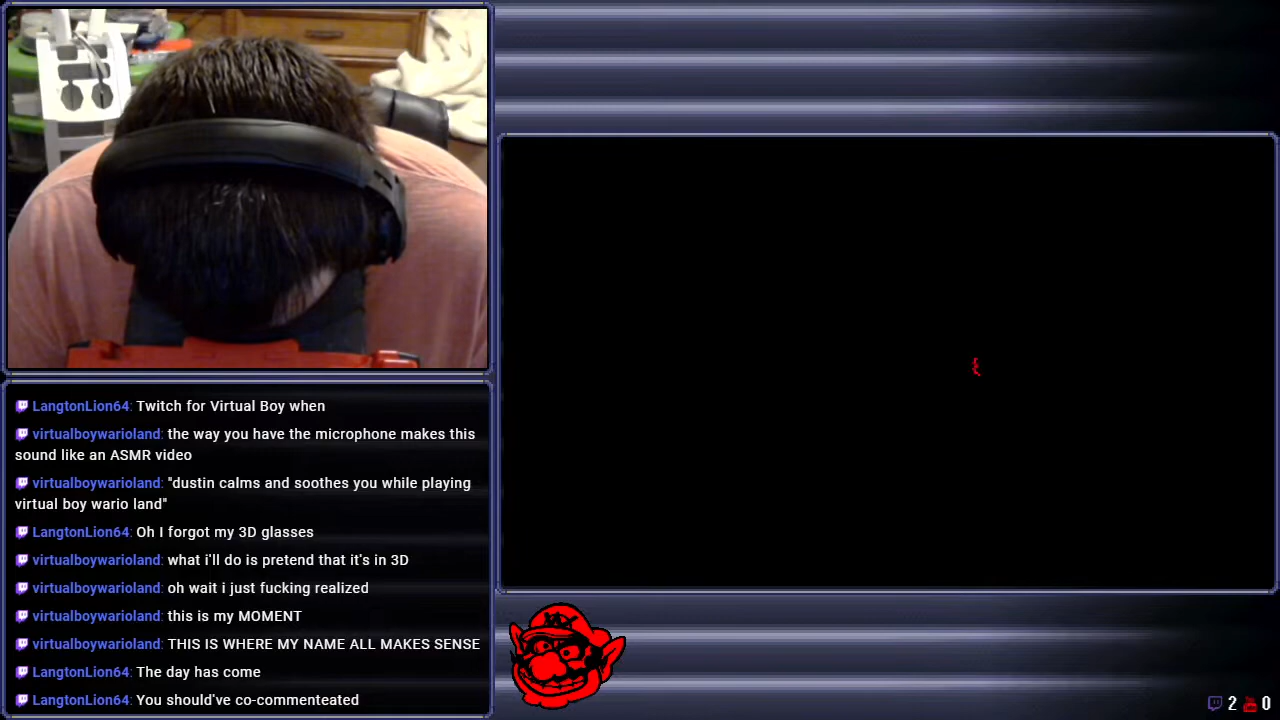 LangtonLion64: Twitch for Virtual Boy when
virtualboywarioland: the way you have the microphone makes this
sound like an ASMR video
virtualboywarioland: "dustin calms and soothes you while playing
virtual boy wario land"
LangtonLion64: Oh I forgot my 3D glasses
virtualboywarioland: what i'll do is pretend that it's in 3D
virtualboywarioland: oh wait i just fucking realized
virtualboywarioland: this is my MOMENT
virtualboywarioland: THIS IS WHERE MY NAME ALL MAKES SENSE
LangtonLion64: The day has come
LangtonLion64: You should've co-commenteated
2 0